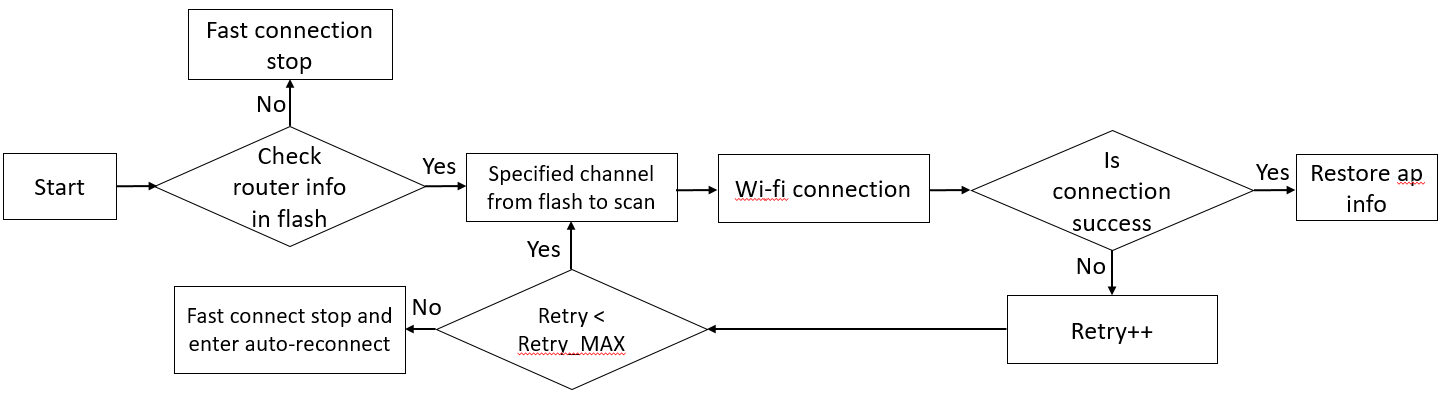 Fast connection
stop
No
Start
Check
router info
in flash
Yes
Specified channel
from flash to scan
Wi-fi connection
Is
connection
success
Yes
Restore ap
info
No
Yes
Fast connect stop and
enter auto-reconnect
No
Retry <
Retry_MAX
Retry++